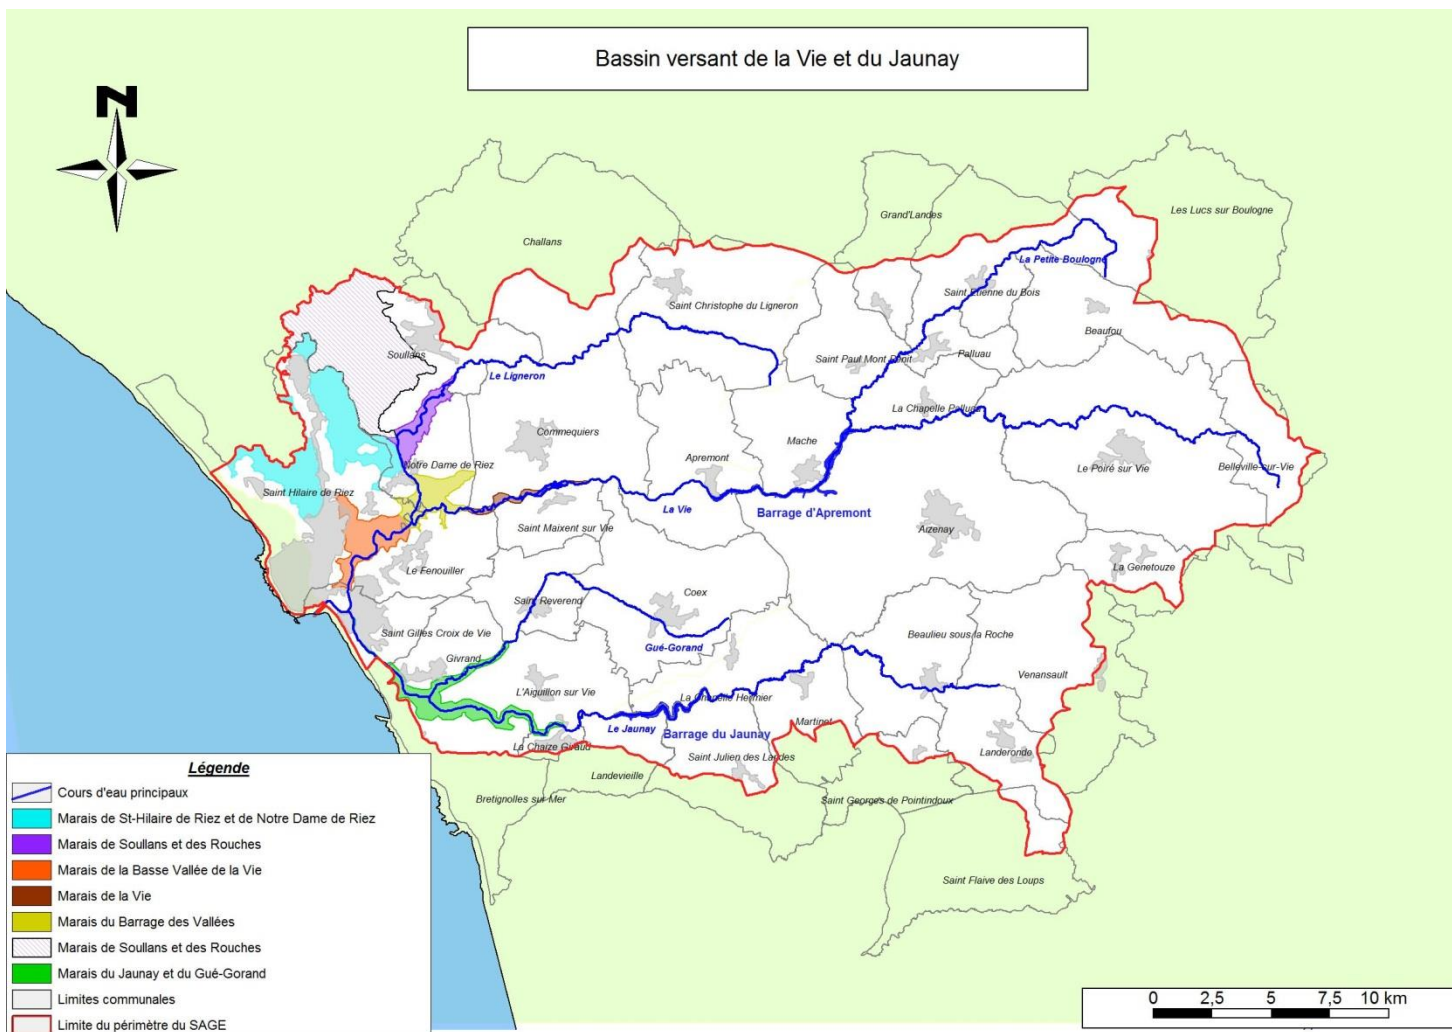 Bassin versant de la Vie et du Jaunay
N
Les Lucs sur Boulogne
Grand'Landes
Challans
La Petite Boulogne
Saint Etienne du Bois
Saint Christophe du Ligneron
Beaufou
Soullans
Saint Paul Mont Penit
Palluau
Le Ligneron
La Chapelle Palluau
Commequiers
Mache
Notre Dame de Riez
Apremont
Le Poiré sur Vie
Belleville-sur-Vie
Saint Hilaire de Riez
La Vie
Barrage d'Apremont
Saint Maixent sur Vie
Aizenay
Le Fenouiller
La Genetouze
Saint Reverend
Coex
Saint Gilles Croix de Vie
Beaulieu sous la Roche
Gué-Gorand
Givrand
Venansault
L'Aiguillon sur Vie
La Chapelle Hermier
Martinet
Le Jaunay
Barrage du Jaunay
La Chaize Giraud
Landeronde
Saint Julien des Landes
Landevieille
Bretignolles sur Mer
Saint Georges de Pointindoux
Saint Flaive des Loups
Légende
Cours d'eau principaux
Marais de St-Hilaire de Riez et de Notre Dame de Riez
Marais de Soullans et des Rouches
Marais de la Basse Vallée de la Vie
Marais de la Vie
Marais du Barrage des Vallées
Marais de Soullans et des Rouches
Marais du Jaunay et du Gué-Gorand
Limites communales
Limite du périmètre du SAGE
0 2,5 5 7,5 10 km